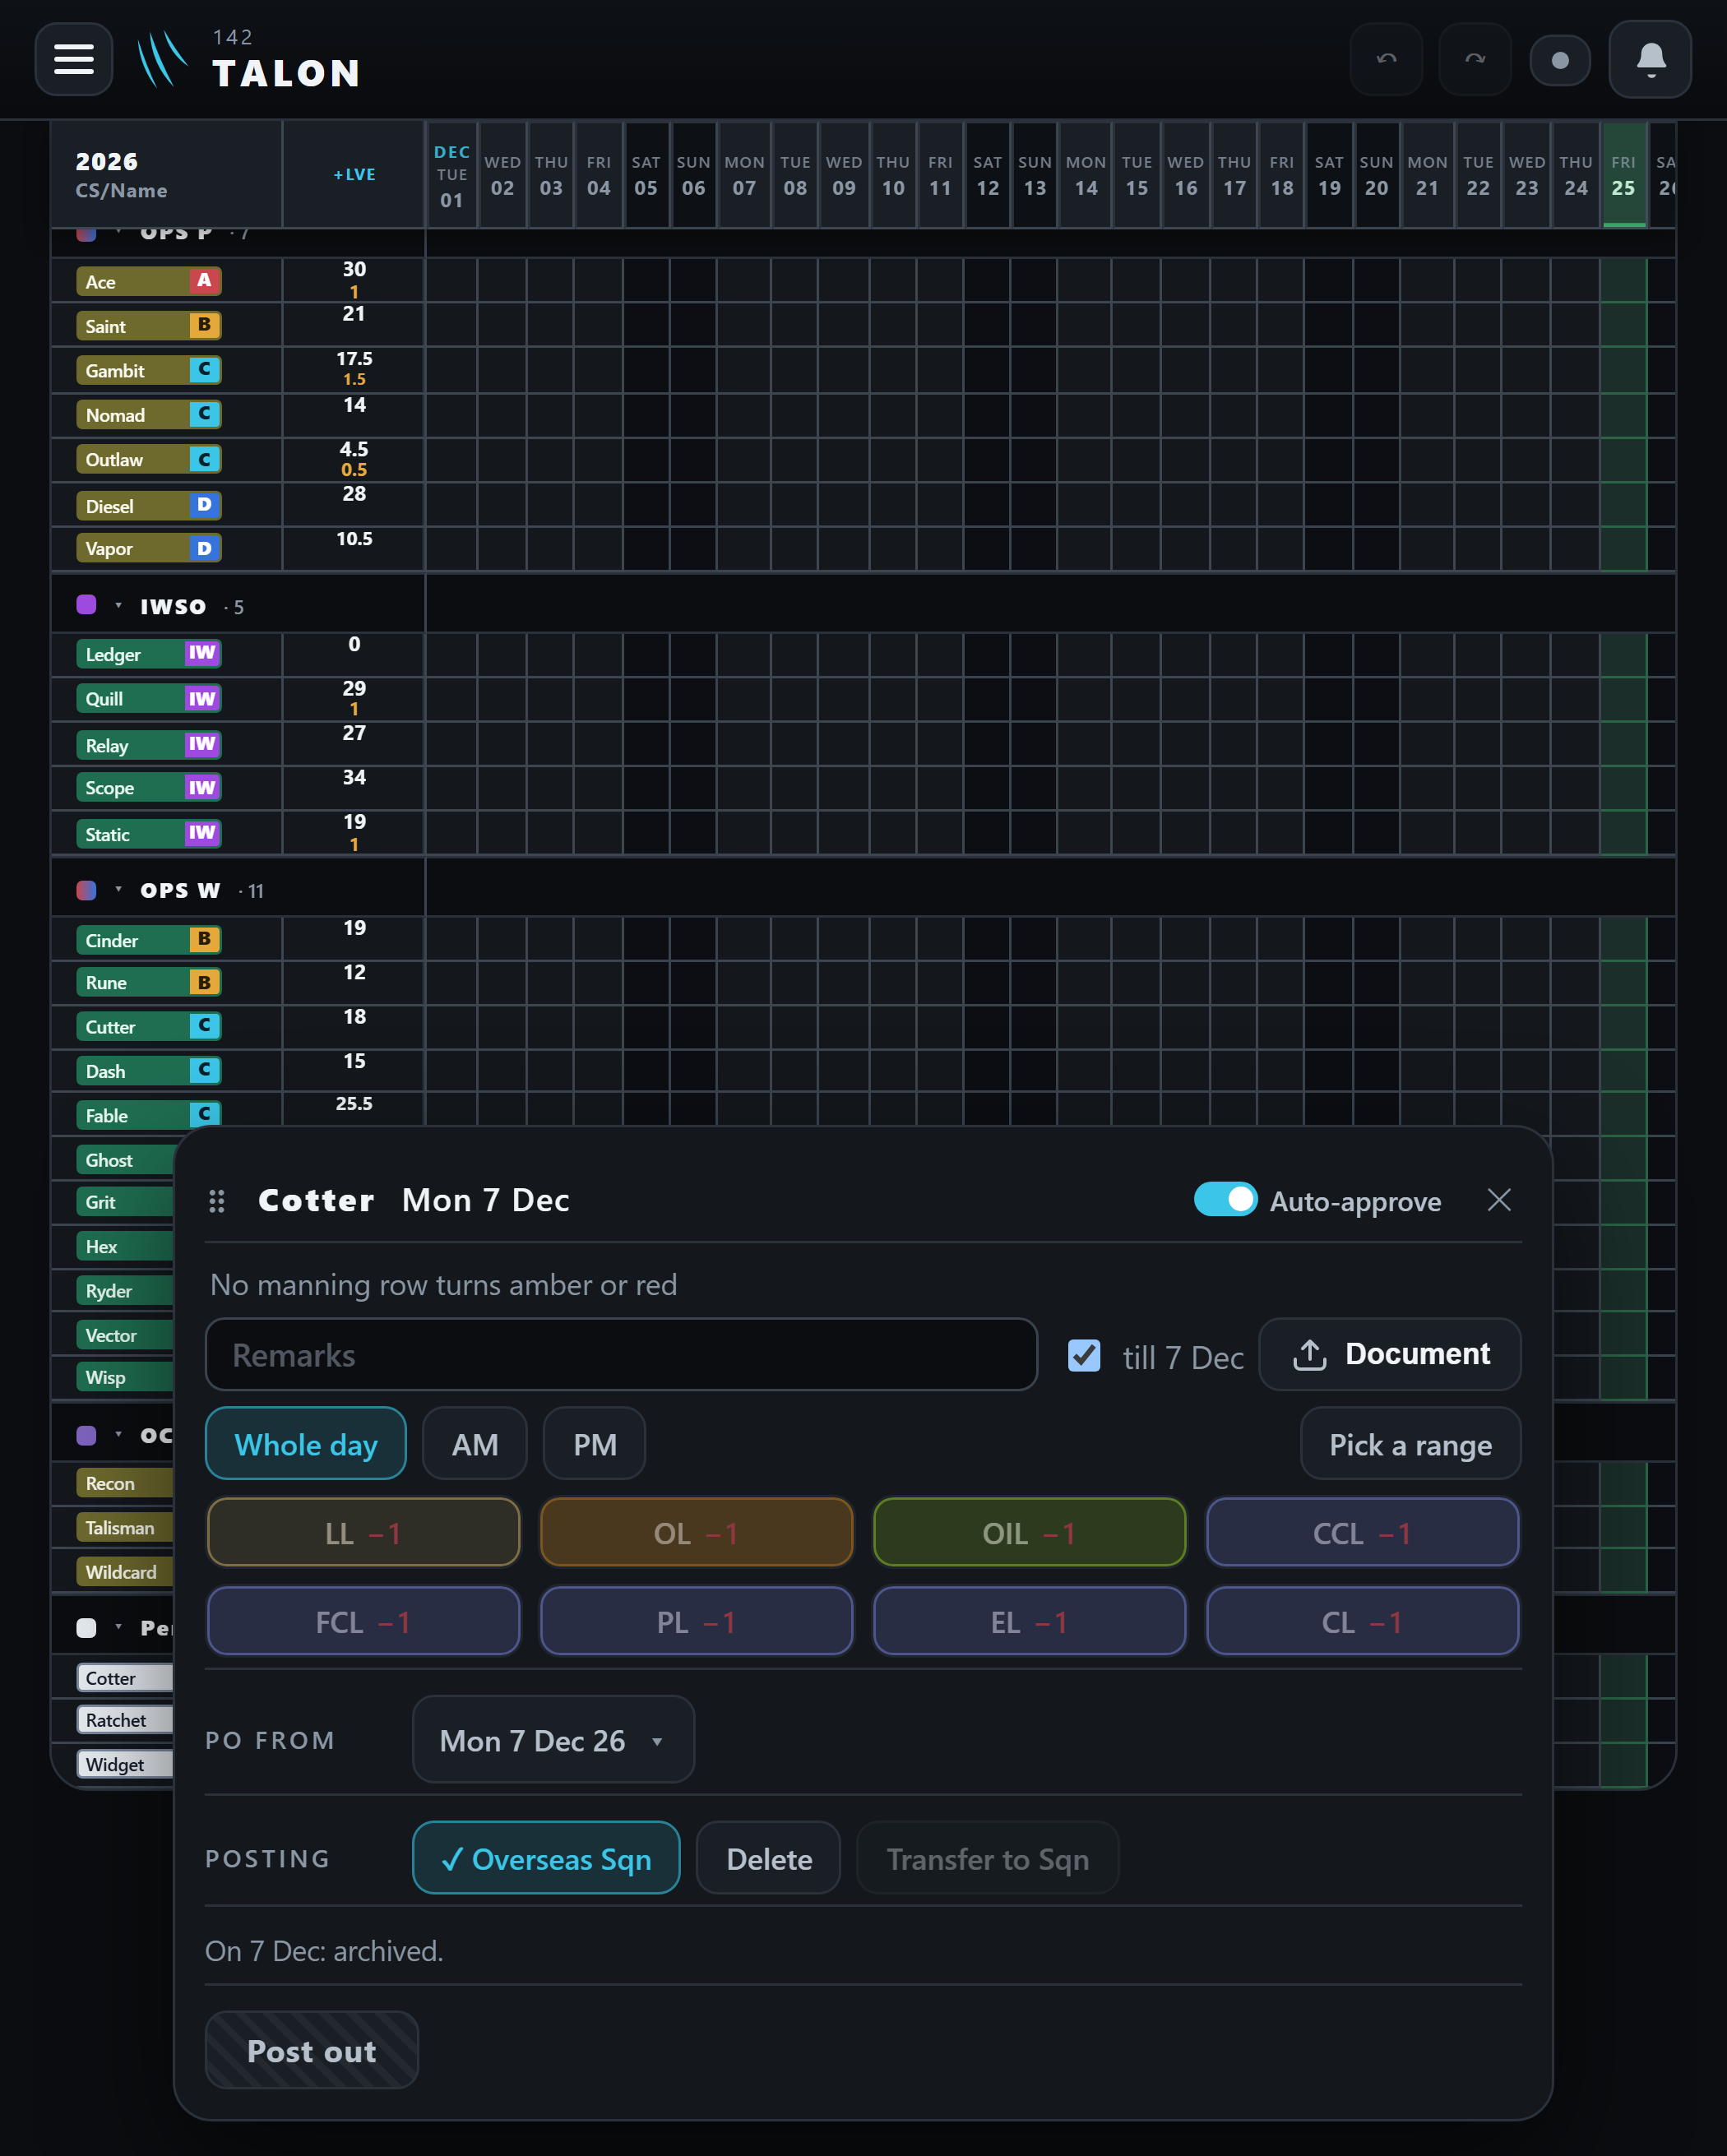 142
TALON
2026
CS/Name
+LVE
DEC
TUE 01
WED 02
THU 03
FRI 04
SAT 05
SUN 06
MON 07
TUE 08
WED 09
THU 10
FRI 11
SAT 12
SUN 13
MON 14
TUE 15
WED 16
THU 17
FRI 18
SAT 19
SUN 20
MON 21
TUE 22
WED 23
THU 24
FRI 25
OPS P · 7
Ace A 30 1
Saint B 21
Gambit C 17.5 1.5
Nomad C 14
Outlaw C 4.5 0.5
Diesel D 28
Vapor D 10.5
IWSO · 5
Ledger IW 0
Quill IW 29 1
Relay IW 27
Scope IW 34
Static IW 19 1
OPS W · 11
Cinder B 19
Rune B 12
Cutter C 18
Dash C 15
Fable C 25.5
Ghost
Grit
Hex
Ryder
Vector
Wisp
Recon
Talisman
Wildcard
Cotter
Ratchet
Widget
Cotter Mon 7 Dec
Auto-approve
No manning row turns amber or red
Remarks
till 7 Dec
Document
Whole day AM PM Pick a range
LL −1 OL −1 OIL −1 CCL −1
FCL −1 PL −1 EL −1 CL −1
PO FROM Mon 7 Dec 26
POSTING ✓ Overseas Sqn Delete Transfer to Sqn
On 7 Dec: archived.
Post out